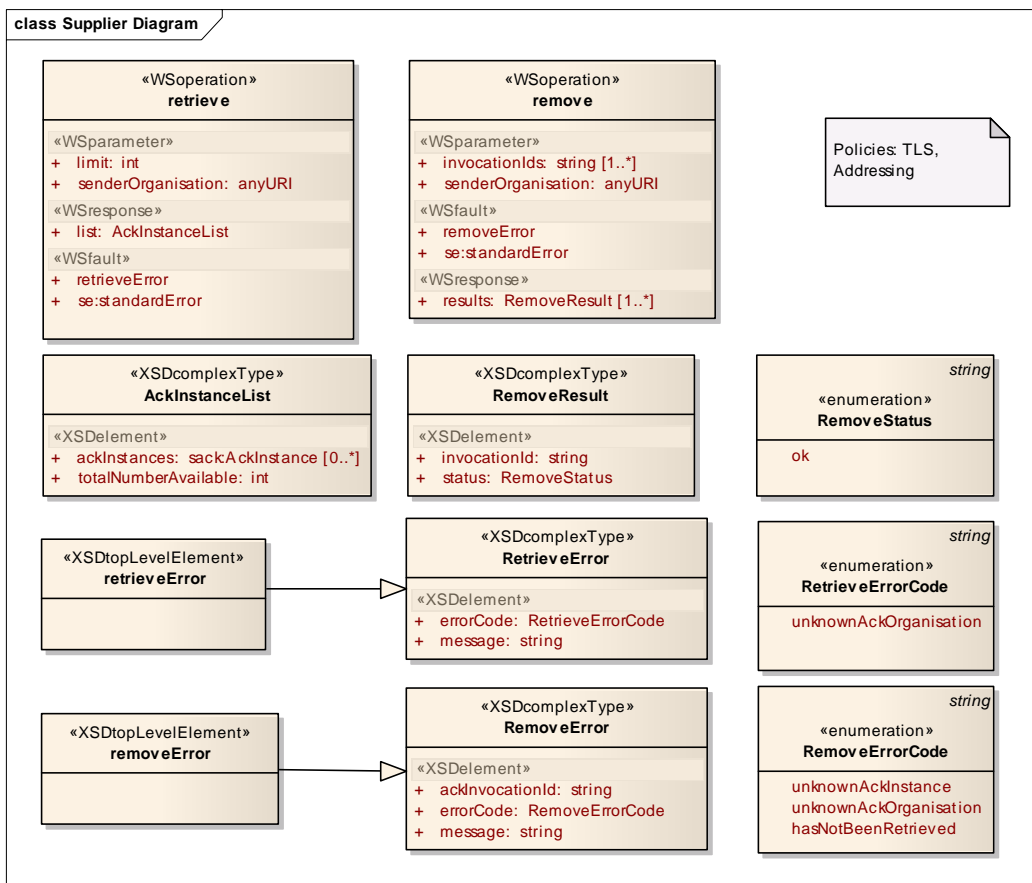 class Supplier Diagram
«WSoperation»
retrieve
«WSparameter»
+ limit: int
+ senderOrganisation: anyURI
«WSresponse»
+ list: AckInstanceList
«WSfault»
+ retrieveError
+ se:standardError
«WSoperation»
remove
«WSparameter»
+ invocationIds: string [1..*]
+ senderOrganisation: anyURI
«WSfault»
+ removeError
+ se:standardError
«WSresponse»
+ results: RemoveResult [1..*]
Policies: TLS,
Addressing
«XSDcomplexType»
AckInstanceList
«XSDelement»
+ ackInstances: sack:AckInstance [0..*]
+ totalNumberAvailable: int
«XSDcomplexType»
RemoveResult
«XSDelement»
+ invocationId: string
+ status: RemoveStatus
string
«enumeration»
RemoveStatus
ok
«XSDtopLevelElement»
retrieveError
«XSDcomplexType»
RetrieveError
«XSDelement»
+ errorCode: RetrieveErrorCode
+ message: string
string
«enumeration»
RetrieveErrorCode
unknownAckOrganisation
«XSDtopLevelElement»
removeError
«XSDcomplexType»
RemoveError
«XSDelement»
+ ackInvocationId: string
+ errorCode: RemoveErrorCode
+ message: string
string
«enumeration»
RemoveErrorCode
unknownAckInstance
unknownAckOrganisation
hasNotBeenRetrieved